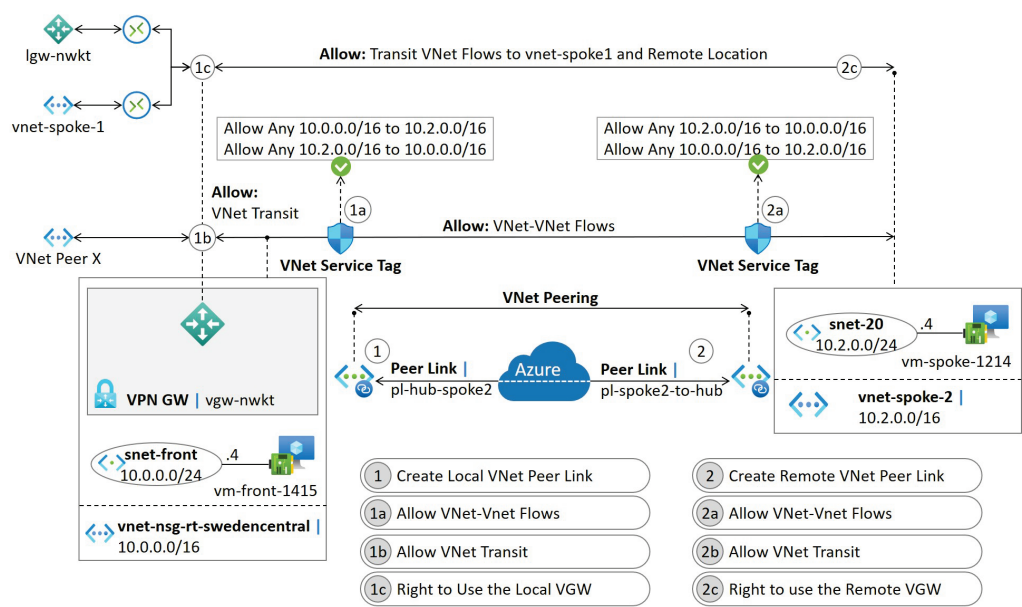 lgw-nwkt
1c
Allow: Transit VNet Flows to vnet-spoke1 and Remote Location
2c
vnet-spoke-1
Allow Any 10.0.0.0/16 to 10.2.0.0/16
Allow Any 10.2.0.0/16 to 10.0.0.0/16
Allow Any 10.2.0.0/16 to 10.0.0.0/16
Allow Any 10.0.0.0/16 to 10.2.0.0/16
Allow:
VNet Transit
1a
2a
VNet Peer X
1b
Allow: VNet-VNet Flows
VNet Service Tag
VNet Service Tag
VNet Peering
VPN GW | vgw-nwkt
snet-front
10.0.0.0/24
.4
vm-front-1415
vnet-nsg-rt-swedencentral |
10.0.0.0/16
1
Peer Link |
pl-hub-spoke2
Azure
2
Peer Link |
pl-spoke2-to-hub
snet-20
10.2.0.0/24
.4
vm-spoke-1214
vnet-spoke-2 |
10.2.0.0/16
1 Create Local VNet Peer Link
1a Allow VNet-Vnet Flows
1b Allow VNet Transit
1c Right to Use the Local VGW
2 Create Remote VNet Peer Link
2a Allow VNet-Vnet Flows
2b Allow VNet Transit
2c Right to use the Remote VGW